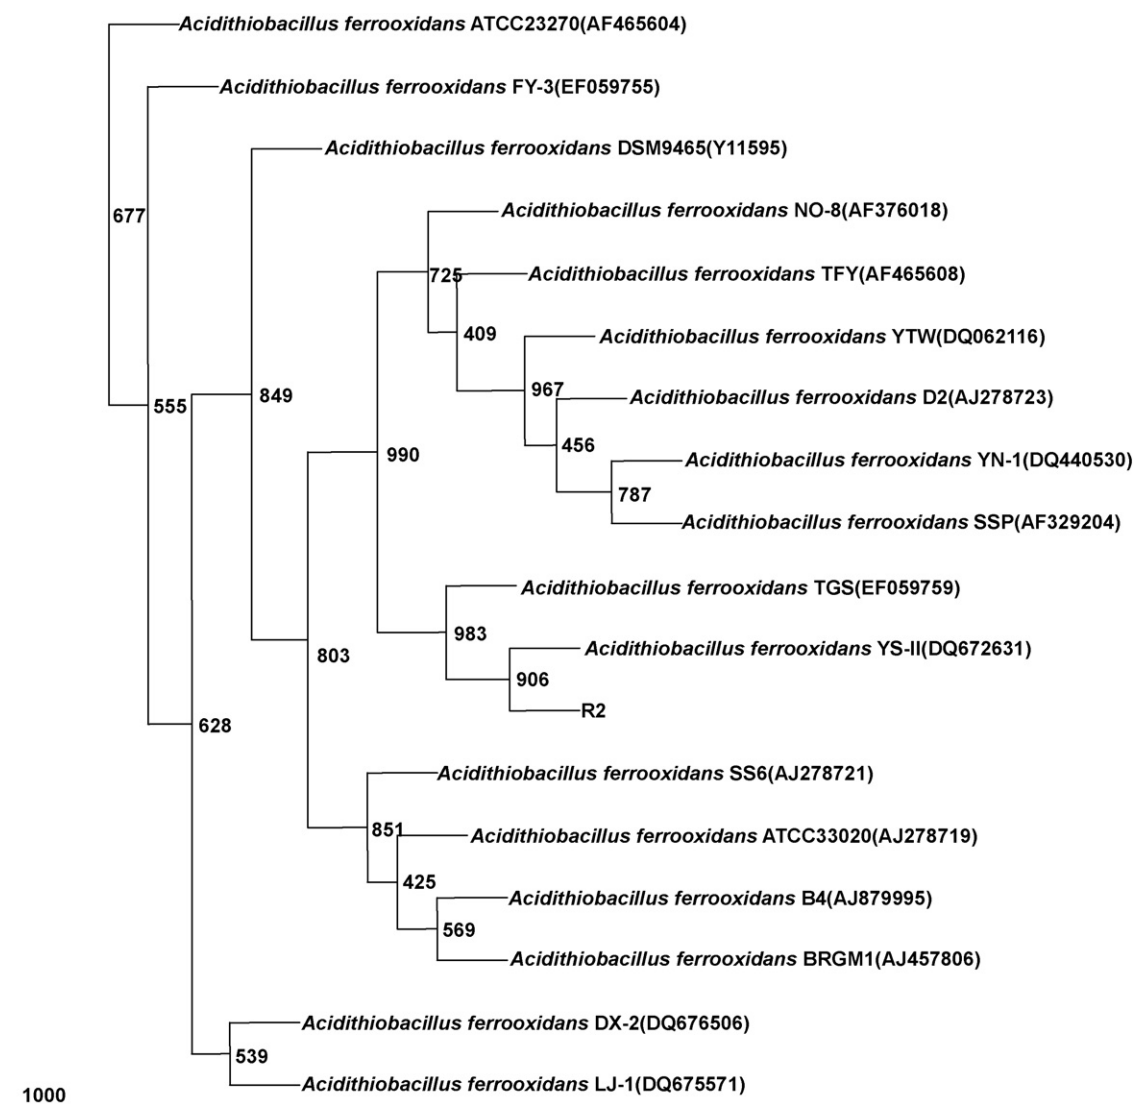 Acidithiobacillus ferrooxidans ATCC23270(AF465604)
Acidithiobacillus ferrooxidans FY-3(EF059755)
Acidithiobacillus ferrooxidans DSM9465(Y11595)
Acidithiobacillus ferrooxidans NO-8(AF376018)
677
Acidithiobacillus ferrooxidans TFY(AF465608)
725
409
Acidithiobacillus ferrooxidans YTW(DQ062116)
967
849
Acidithiobacillus ferrooxidans D2(AJ278723)
555
456
990
Acidithiobacillus ferrooxidans YN-1(DQ440530)
787
Acidithiobacillus ferrooxidans SSP(AF329204)
Acidithiobacillus ferrooxidans TGS(EF059759)
983
Acidithiobacillus ferrooxidans YS-II(DQ672631)
803
906
R2
628
Acidithiobacillus ferrooxidans SS6(AJ278721)
851
Acidithiobacillus ferrooxidans ATCC33020(AJ278719)
425
Acidithiobacillus ferrooxidans B4(AJ879995)
569
Acidithiobacillus ferrooxidans BRGM1(AJ457806)
Acidithiobacillus ferrooxidans DX-2(DQ676506)
539
Acidithiobacillus ferrooxidans LJ-1(DQ675571)
1000